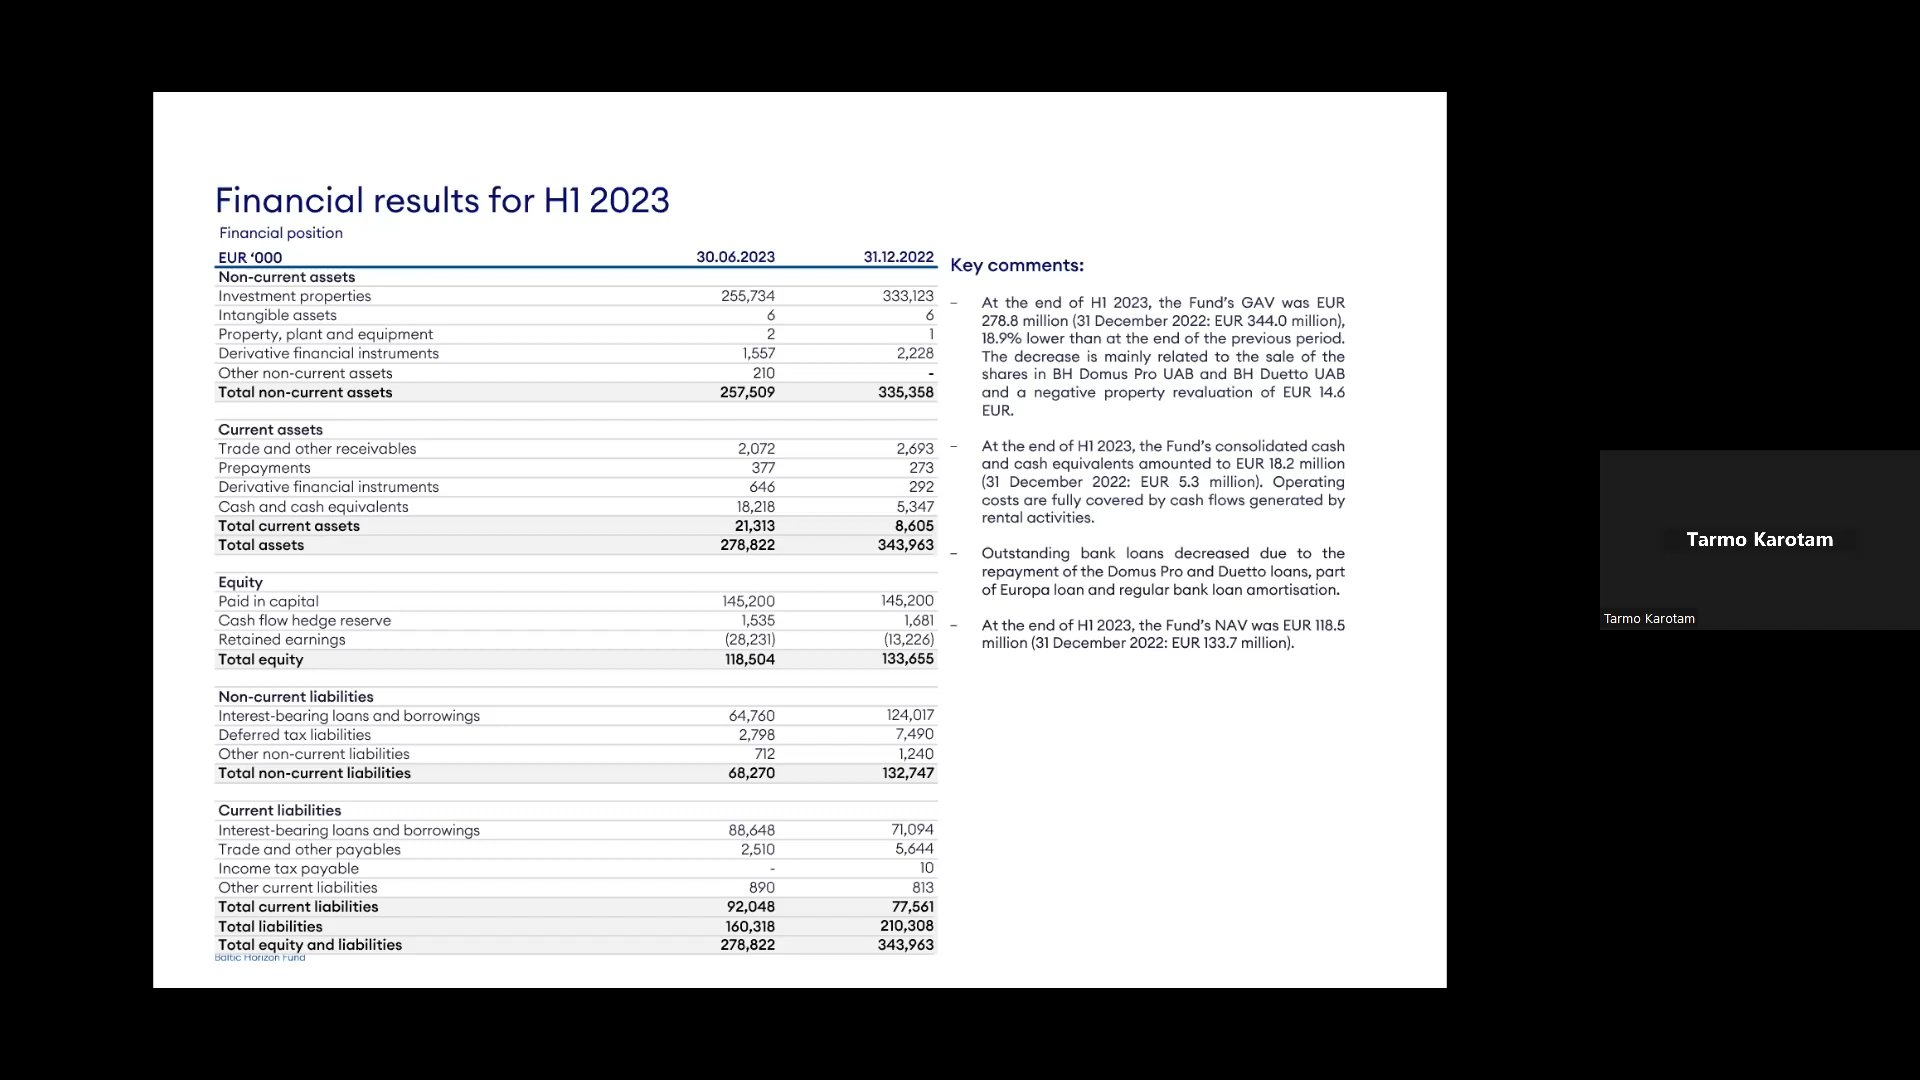 Financial results for H1 2023
Financial position
EUR ‘000 30.06.2023 31.12.2022
Non-current assets
Investment properties 255,734 333,123
Intangible assets 6 6
Property, plant and equipment 2 1
Derivative financial instruments 1,557 2,228
Other non-current assets 210 -
Total non-current assets 257,509 335,358
Current assets
Trade and other receivables 2,072 2,693
Prepayments 377 273
Derivative financial instruments 646 292
Cash and cash equivalents 18,218 5,347
Total current assets 21,313 8,605
Total assets 278,822 343,963
Equity
Paid in capital 145,200 145,200
Cash flow hedge reserve 1,535 1,681
Retained earnings (28,231) (13,226)
Total equity 118,504 133,655
Non-current liabilities
Interest-bearing loans and borrowings 64,760 124,017
Deferred tax liabilities 2,798 7,490
Other non-current liabilities 712 1,240
Total non-current liabilities 68,270 132,747
Current liabilities
Interest-bearing loans and borrowings 88,648 71,094
Trade and other payables 2,510 5,644
Income tax payable - 10
Other current liabilities 890 813
Total current liabilities 92,048 77,561
Total liabilities 160,318 210,308
Total equity and liabilities 278,822 343,963
Baltic Horizon Fund
Key comments:
– At the end of H1 2023, the Fund’s GAV was EUR
278.8 million (31 December 2022: EUR 344.0 million),
18.9% lower than at the end of the previous period.
The decrease is mainly related to the sale of the
shares in BH Domus Pro UAB and BH Duetto UAB
and a negative property revaluation of EUR 14.6
EUR.
– At the end of H1 2023, the Fund’s consolidated cash
and cash equivalents amounted to EUR 18.2 million
(31 December 2022: EUR 5.3 million). Operating
costs are fully covered by cash flows generated by
rental activities.
– Outstanding bank loans decreased due to the
repayment of the Domus Pro and Duetto loans, part
of Europa loan and regular bank loan amortisation.
– At the end of H1 2023, the Fund’s NAV was EUR 118.5
million (31 December 2022: EUR 133.7 million).
Tarmo Karotam
Tarmo Karotam